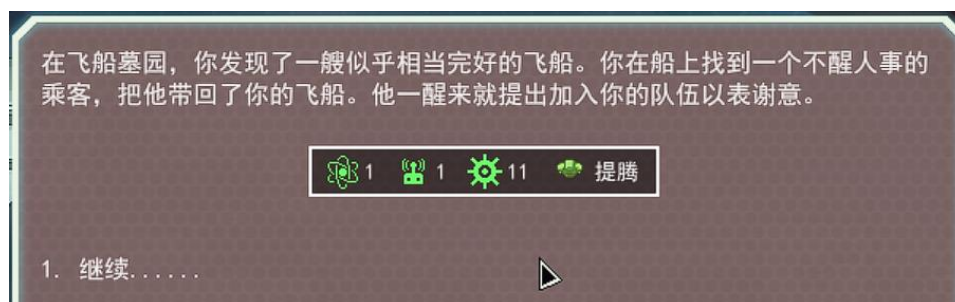 在飞船墓园，你发现了一艘似乎相当完好的飞船。你在船上找到一个不醒人事的
乘客，把他带回了你的飞船。他一醒来就提出加入你的队伍以表谢意。
1 1 11 提腾
1. 继续......